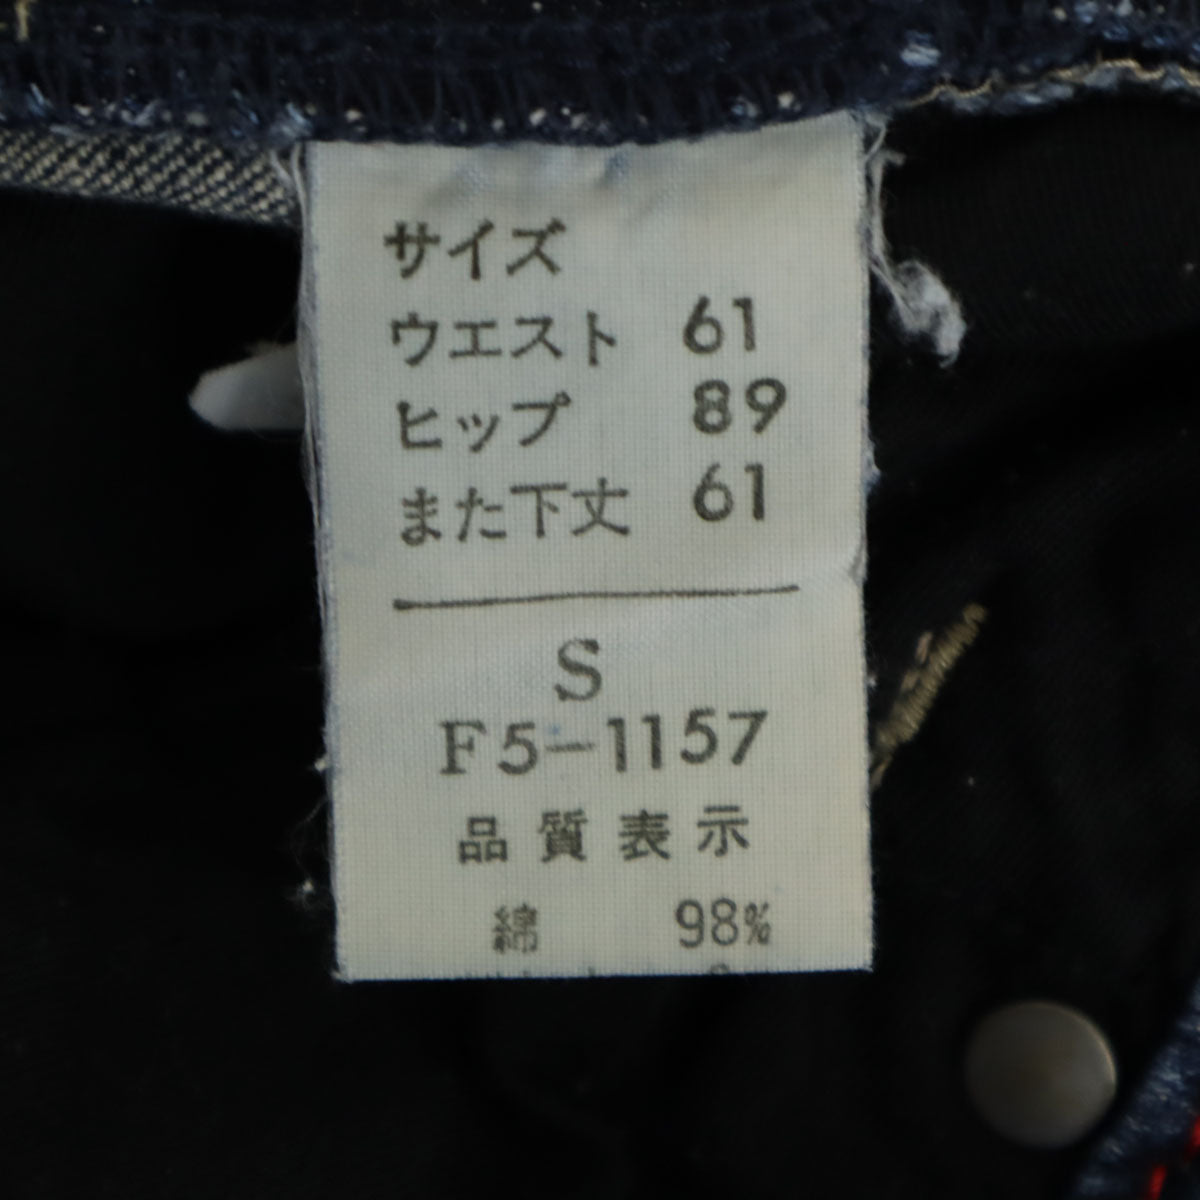 サイズ
ウエスト 61
ヒップ 89
また下丈 61
S
F5-1157
品質表示
綿 98%